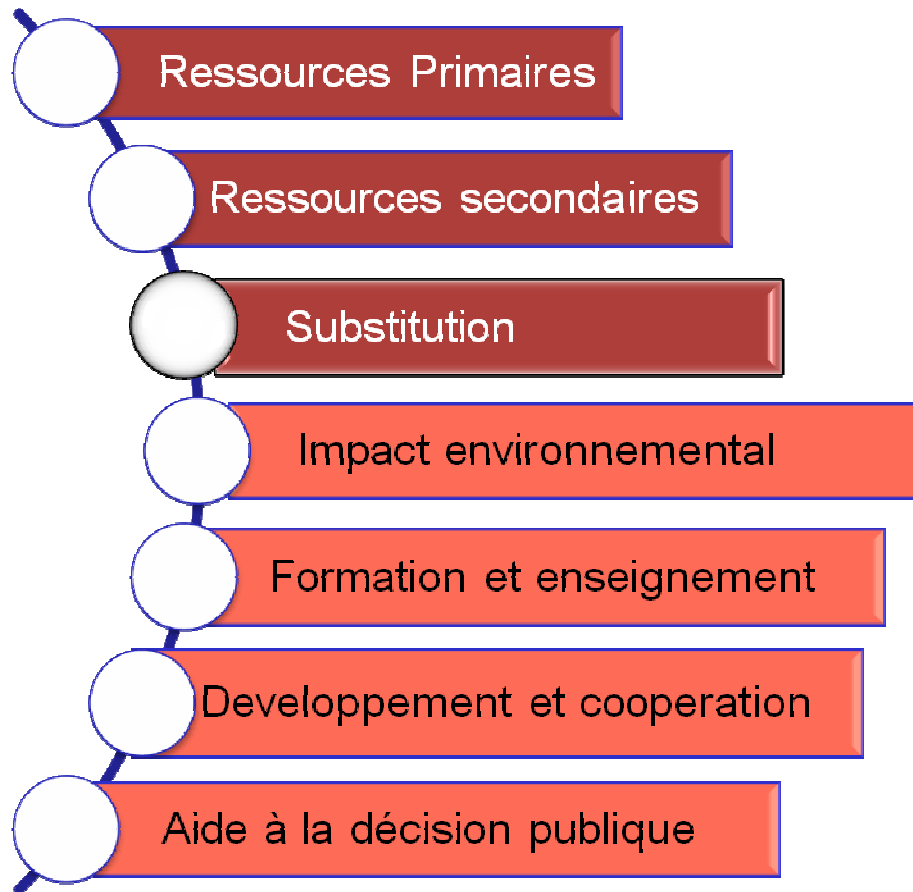 Ressources Primaires
Ressources secondaires
Substitution
Impact environnemental
Formation et enseignement
Developpement et cooperation
Aide à la décision publique